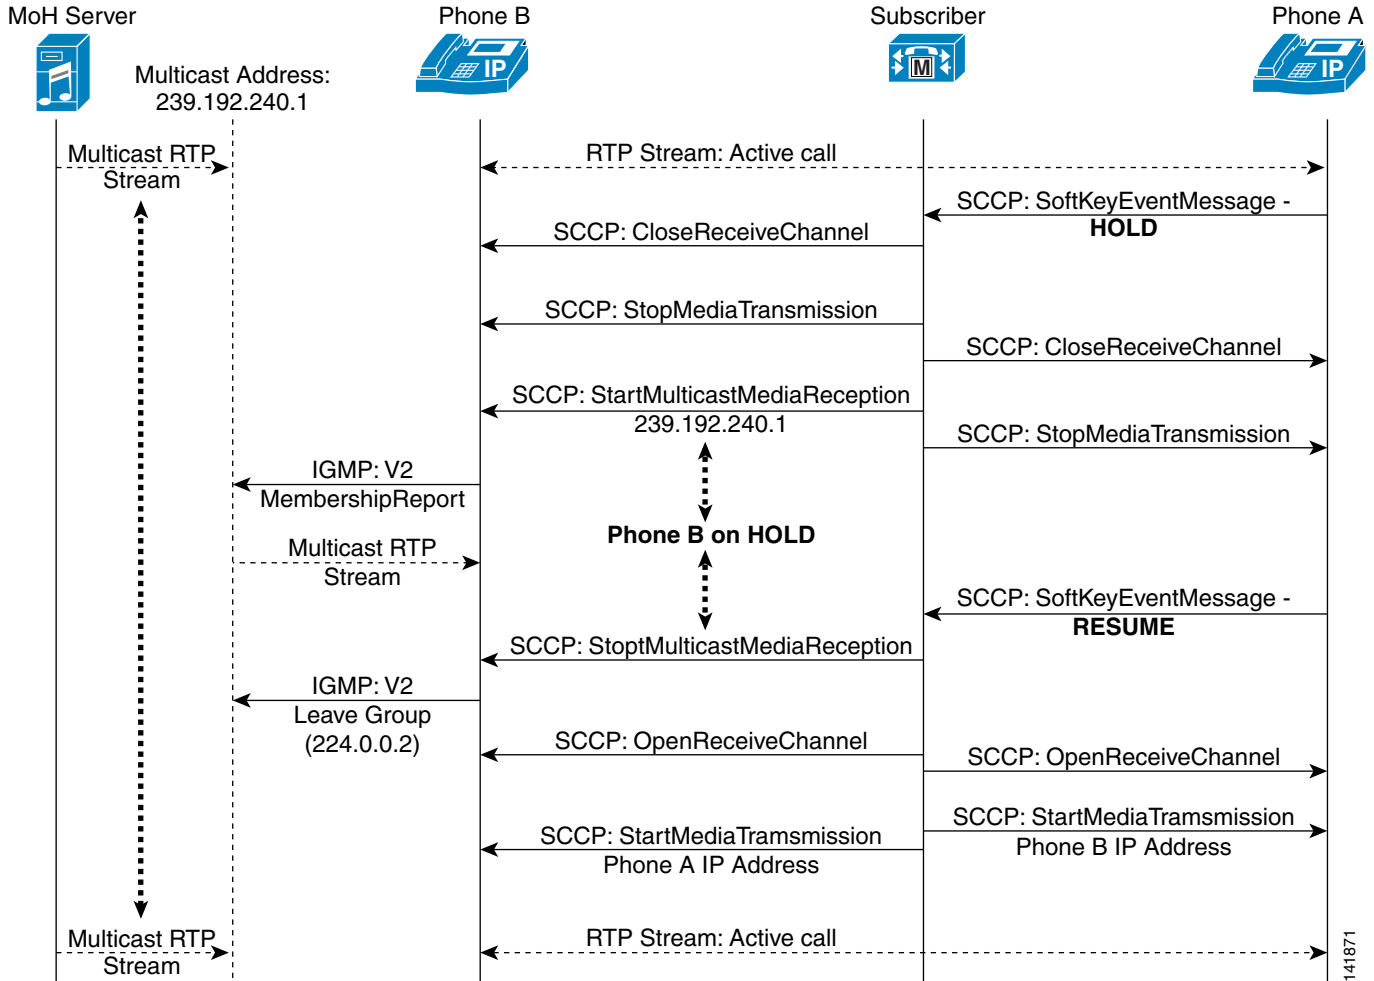 MoH Server
Phone B
Subscriber
Phone A
IP
M
IP
Multicast Address:
239.192.240.1
Multicast RTP
Stream
RTP Stream: Active call
SCCP: SoftKeyEventMessage -
HOLD
SCCP: CloseReceiveChannel
SCCP: StopMediaTransmission
SCCP: CloseReceiveChannel
SCCP: StartMulticastMediaReception
239.192.240.1
SCCP: StopMediaTransmission
IGMP: V2
MembershipReport
Phone B on HOLD
Multicast RTP
Stream
SCCP: SoftKeyEventMessage -
RESUME
SCCP: StoptMulticastMediaReception
IGMP: V2
Leave Group
(224.0.0.2)
SCCP: OpenReceiveChannel
SCCP: OpenReceiveChannel
SCCP: StartMediaTramsmission
Phone B IP Address
SCCP: StartMediaTramsmission
Phone A IP Address
Multicast RTP
Stream
RTP Stream: Active call
141871